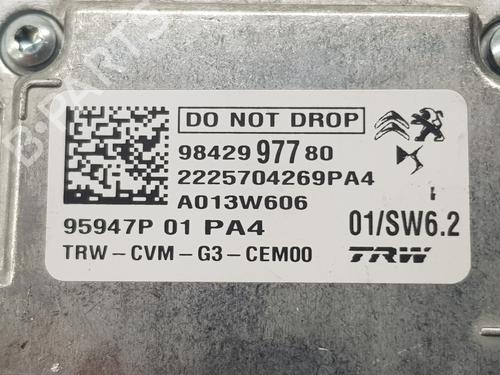 DO NOT DROP
98429 977 80
2225704269PA4
A013W606
95947P 01 PA4
01/SW6.2
TRW-CVM-G3-CEM00
TRW
B-PARTS